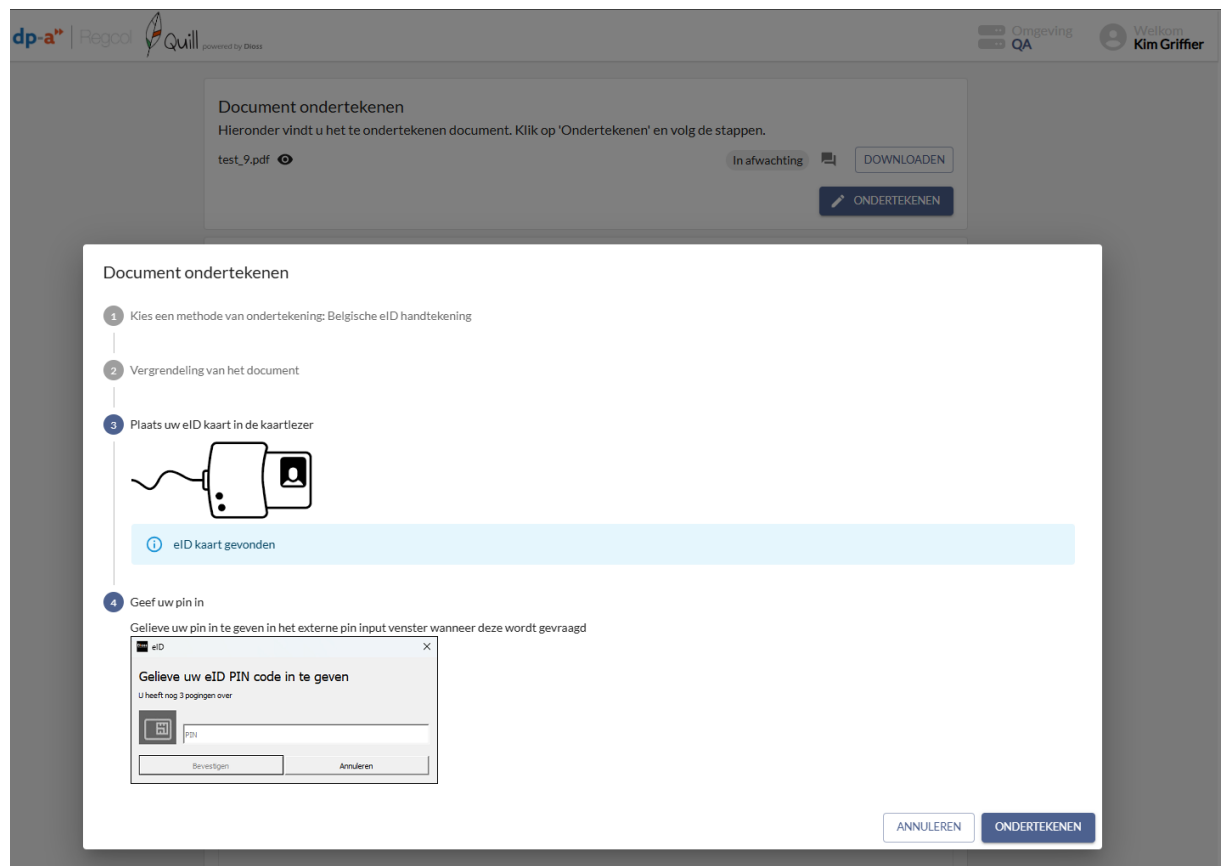 dp-a” | Regcol Quill powered by Dioss
Omgeving
QA
Welkom
Kim Griffier
Document ondertekenen
Hieronder vindt u het te ondertekenen document. Klik op 'Ondertekenen' en volg de stappen.
test_9.pdf In afwachting DOWNLOADEN
ONDERTEKENEN
Document ondertekenen
1 Kies een methode van ondertekening: Belgische eID handtekening
2 Vergrendeling van het document
3 Plaats uw eID kaart in de kaartlezer
eID kaart gevonden
4 Geef uw pin in
Gelieve uw pin in te geven in het externe pin input venster wanneer deze wordt gevraagd
eID
Gelieve uw eID PIN code in te geven
U heeft nog 3 pogingen over
PIN
Bevestigen Annuleren
ANNULEREN ONDERTEKENEN